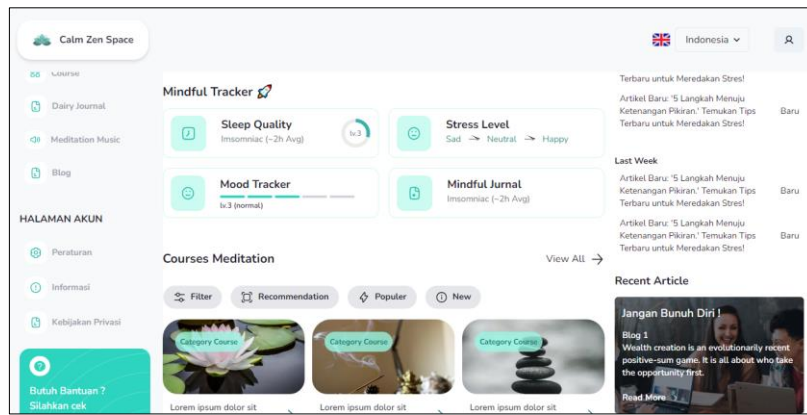 Calm Zen Space
Indonesia
Course
Dairy Journal
Meditation Music
Blog
HALAMAN AKUN
Peraturan
Informasi
Kebijakan Privasi
Butuh Bantuan ?
Silahkan cek
Mindful Tracker
Sleep Quality
Imsomniac (~2h Avg)
lv.3
Stress Level
Sad Neutral Happy
Mood Tracker
lv.3 (normal)
Mindful Jurnal
Imsomniac (~2h Avg)
Courses Meditation
View All
Filter
Recommendation
Populer
New
Category Course
Category Course
Category Course
Lorem ipsum dolor sit
Lorem ipsum dolor sit
Lorem ipsum dolor sit
Terbaru untuk Meredakan Stres!
Artikel Baru: '5 Langkah Menuju
Ketenangan Pikiran.' Temukan Tips
Terbaru untuk Meredakan Stres!
Baru
Last Week
Artikel Baru: '5 Langkah Menuju
Ketenangan Pikiran.' Temukan Tips
Terbaru untuk Meredakan Stres!
Baru
Artikel Baru: '5 Langkah Menuju
Ketenangan Pikiran.' Temukan Tips
Terbaru untuk Meredakan Stres!
Baru
Recent Article
Jangan Bunuh Diri !
Blog 1
Wealth creation is an evolutionarily recent
positive-sum game. It is all about who take
the opportunity first.
Read More